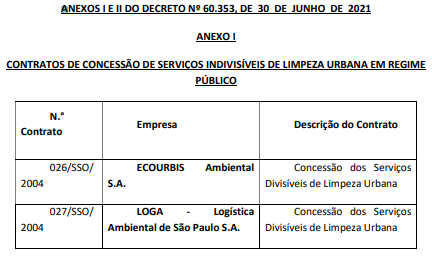 ANEXOS I E II DO DECRETO Nº 60.353, DE 30 DE JUNHO DE 2021
ANEXO I
CONTRATOS DE CONCESSÃO DE SERVIÇOS INDIVISÍVEIS DE LIMPEZA URBANA EM REGIME
PÚBLICO
N.°
Contrato
Empresa
Descrição do Contrato
026/SSO/
2004
ECOURBIS Ambiental
S.A.
Concessão dos Serviços
Divisíveis de Limpeza Urbana
027/SSO/
2004
LOGA - Logística
Ambiental de São Paulo S.A.
Concessão dos Serviços
Divisíveis de Limpeza Urbana